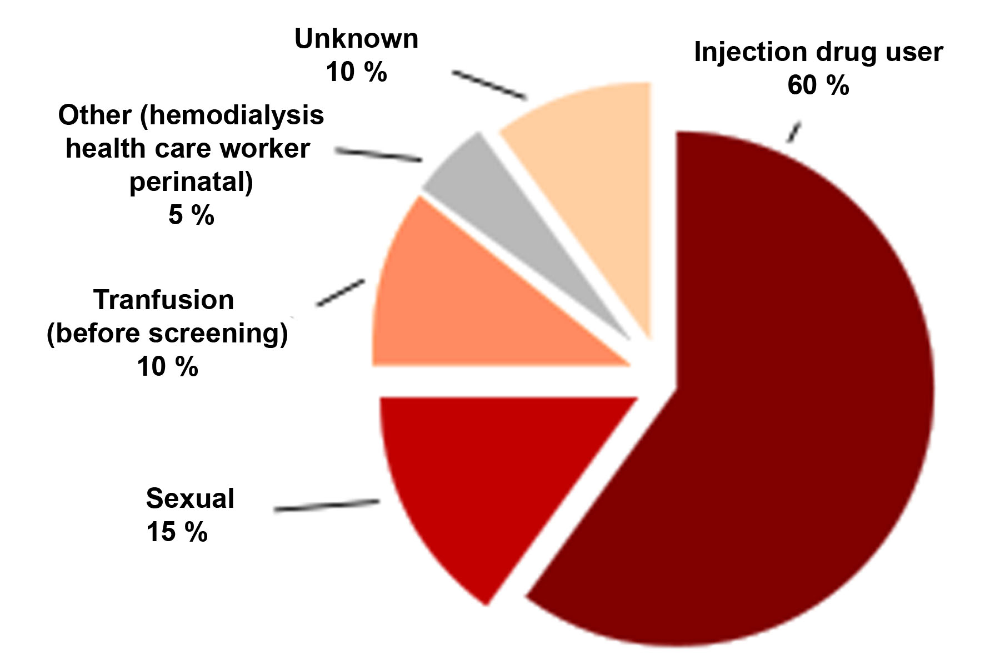 Unknown
10 %
Injection drug user
60 %
Other (hemodialysis
health care worker
perinatal)
5 %
Tranfusion
(before screening)
10 %
Sexual
15 %